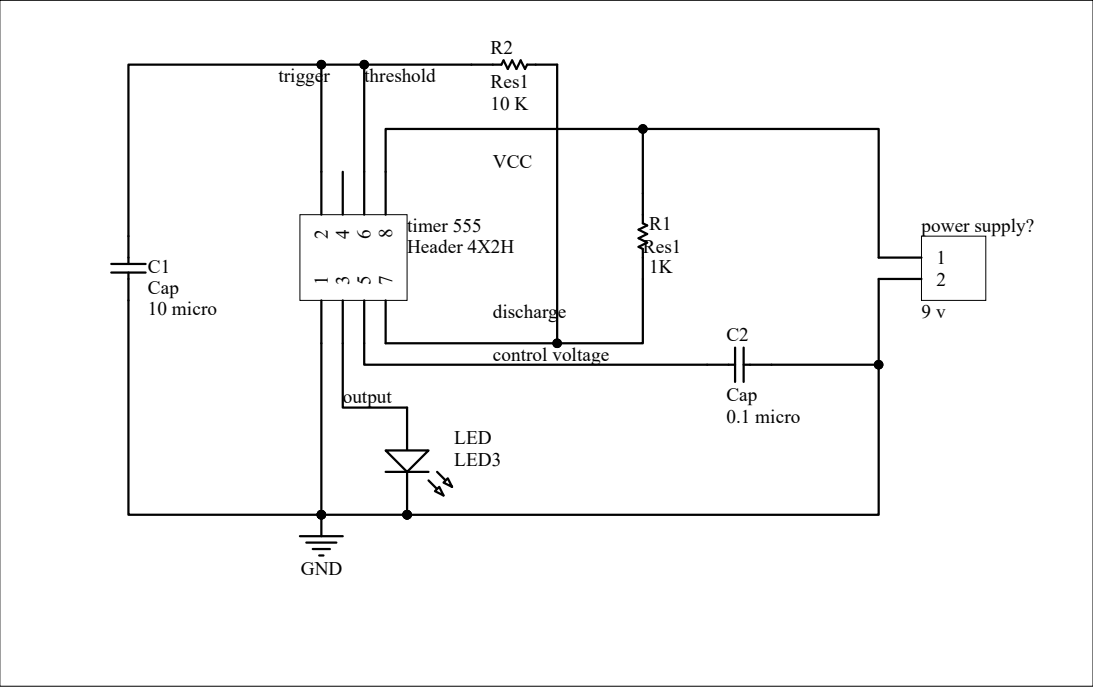 R2
trigger
threshold
Res1
10 K
VCC
timer 555
Header 4X2H
2
4
6
8
1
3
5
7
R1
Res1
1K
power supply?
1
2
9 v
C1
Cap
10 micro
discharge
control voltage
C2
Cap
0.1 micro
output
LED
LED3
GND